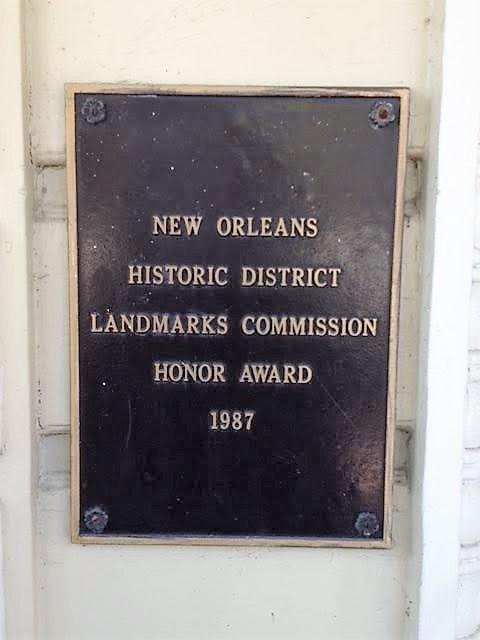 NEW ORLEANS
HISTORIC DISTRICT
LANDMARKS COMMISSION
HONOR AWARD
1987